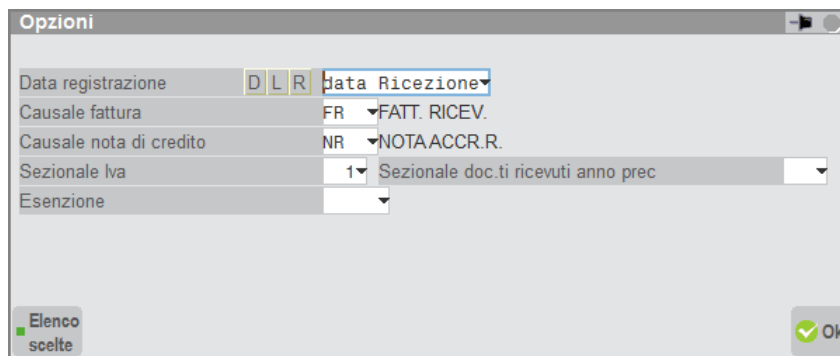 Opzioni
Data registrazione D L R data Ricezione
Causale fattura FR FATT. RICEV.
Causale nota di credito NR NOTA ACCR.R.
Sezionale Iva 1 Sezionale doc.ti ricevuti anno prec
Esenzione
Elenco
scelte
Ok